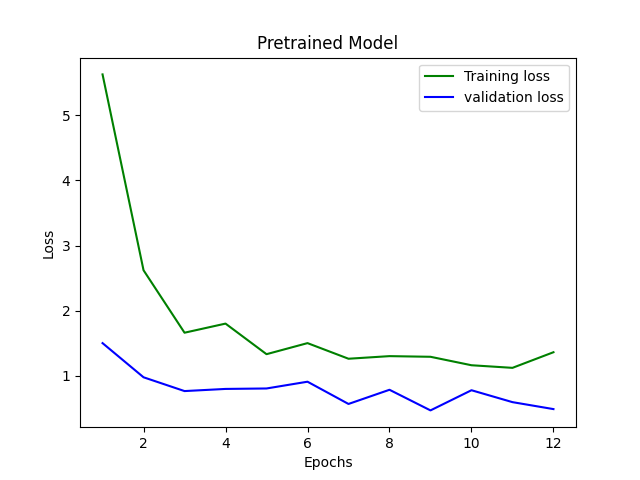 Pretrained Model
Training loss
validation loss
5
4
3
2
1
Loss
2 4 6 8 10 12
Epochs